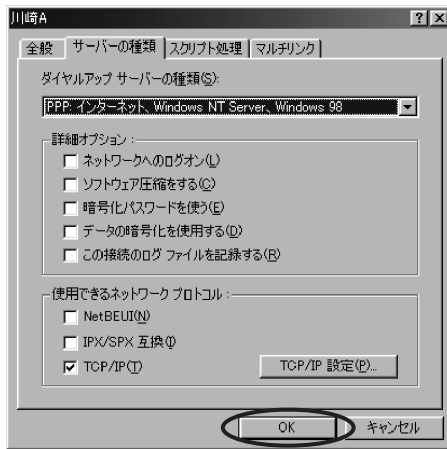 川崎A
全般 サーバーの種類 スクリプト処理 マルチリンク
ダイヤルアップ サーバーの種類(S):
PPP: インターネット、Windows NT Server、Windows 98
詳細オプション:
ネットワークへのログオン(L)
ソフトウェア圧縮をする(C)
暗号化パスワードを使う(E)
データの暗号化を使用する(D)
この接続のログ ファイルを記録する(R)
使用できるネットワーク プロトコル:
NetBEUI(N)
IPX/SPX 互換(I)
TCP/IP(T) TCP/IP 設定(P)...
OK キャンセル